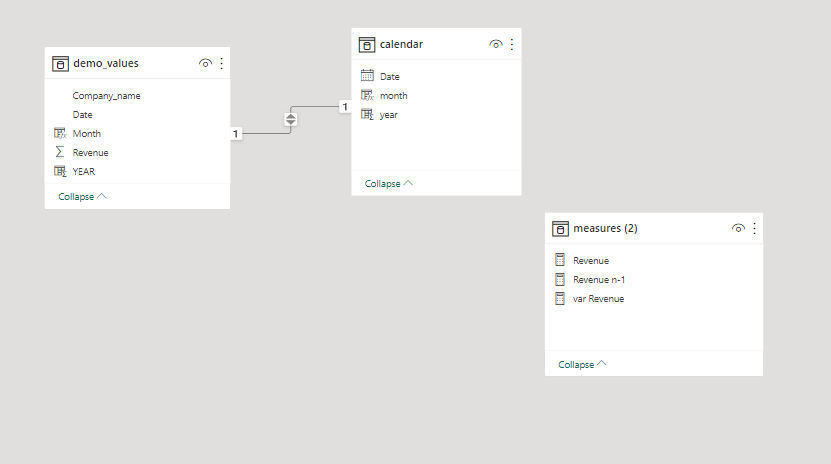 demo_values
Company_name
Date
Month
Revenue
YEAR
Collapse
1
1
calendar
Date
month
year
Collapse
measures (2)
Revenue
Revenue n-1
var Revenue
Collapse